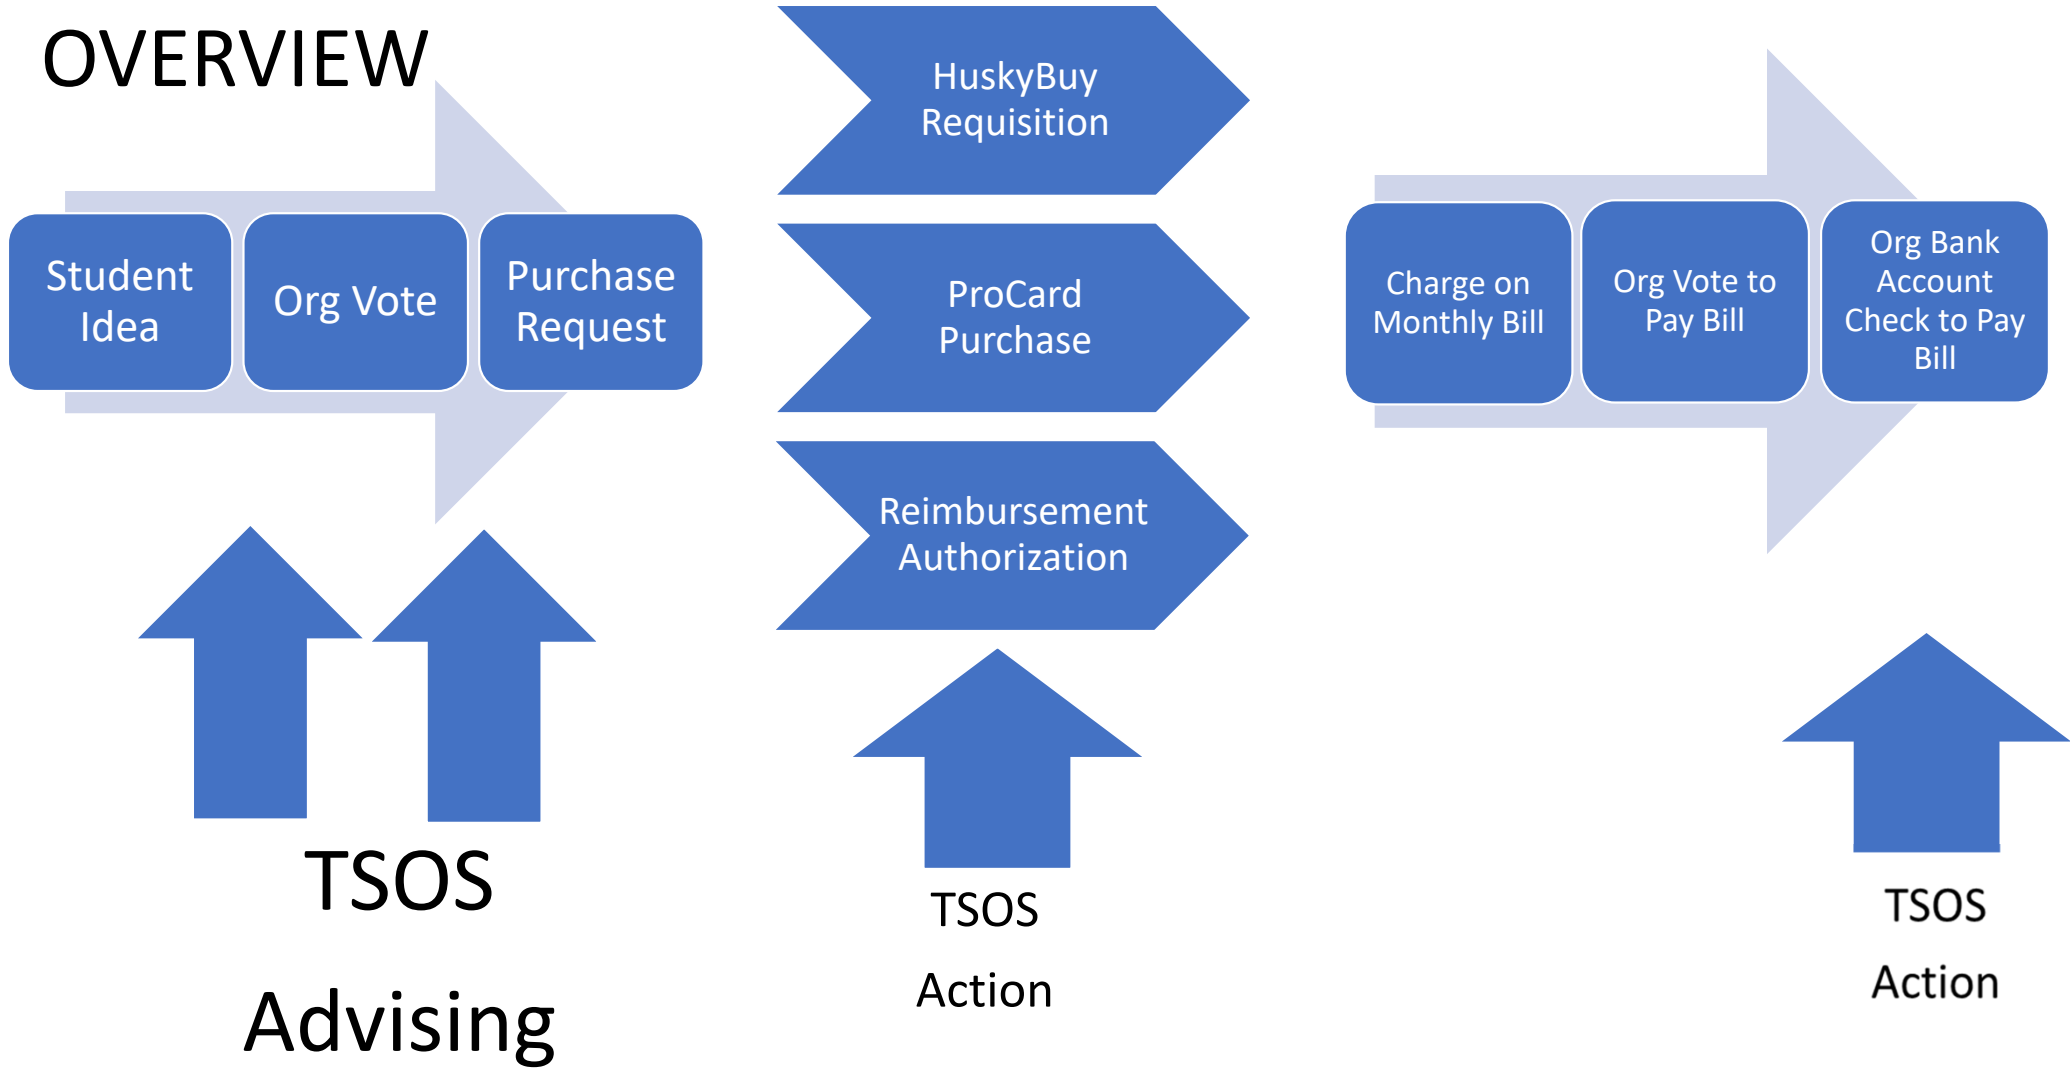 OVERVIEW
Student
Idea
Org Vote
Purchase
Request
HuskyBuy
Requisition
ProCard
Purchase
Reimbursement
Authorization
Charge on
Monthly Bill
Org Vote to
Pay Bill
Org Bank
Account
Check to Pay
Bill
TSOS
Advising
TSOS
Action
TSOS
Action